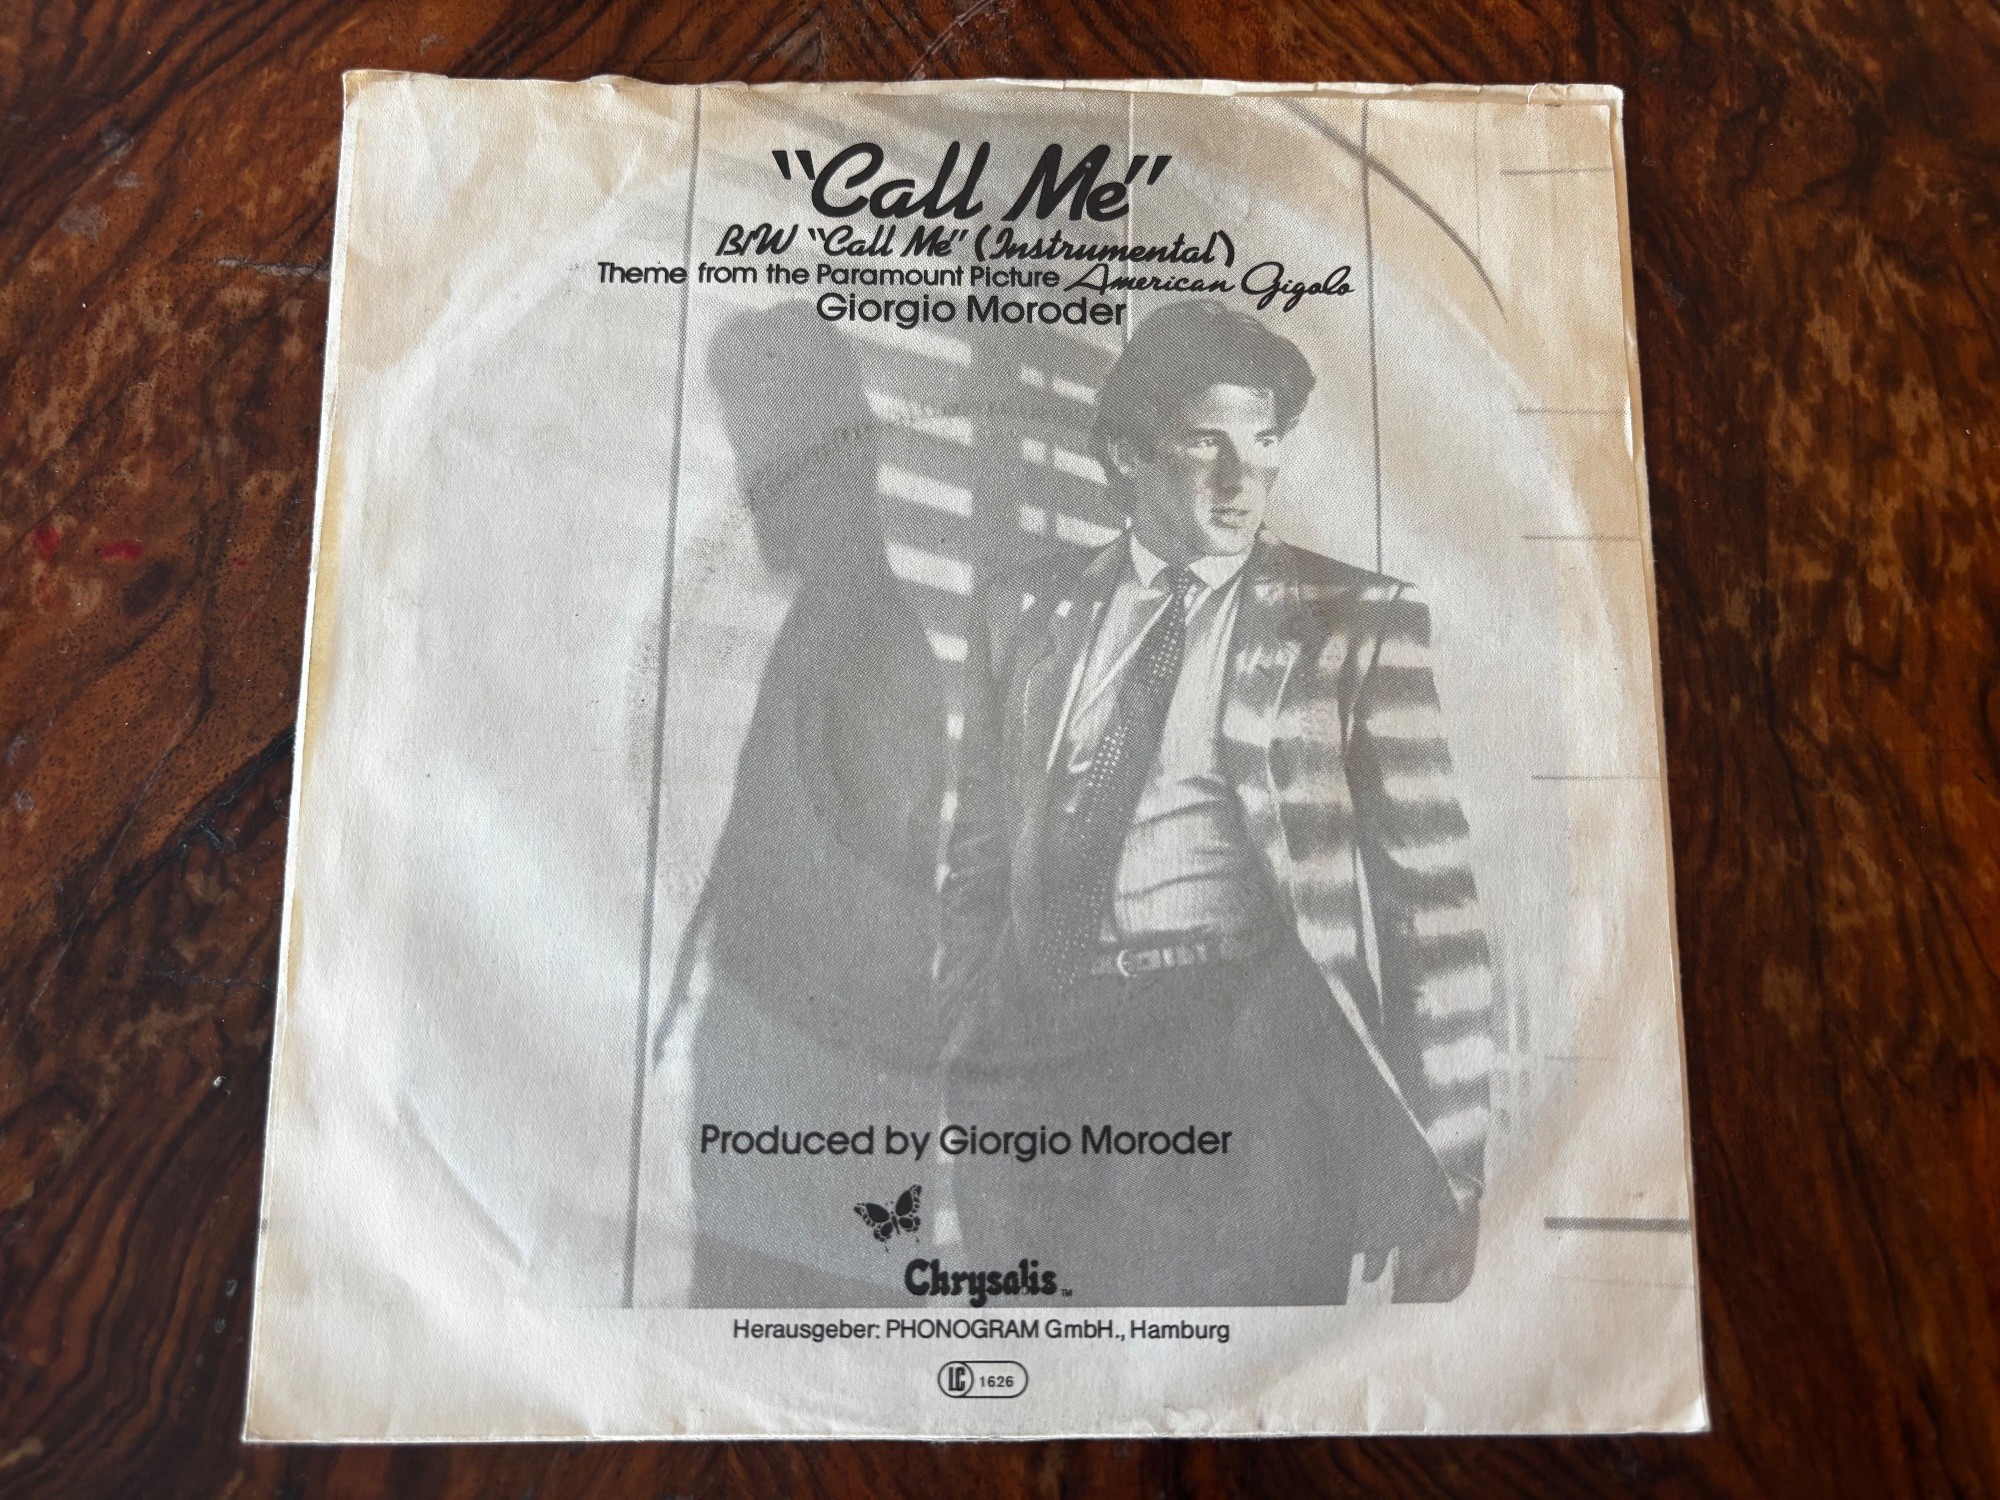 "Call Me"
B/W "Call Me" (Instrumental)
Theme from the Paramount Picture American Gigolo
Giorgio Moroder
Produced by Giorgio Moroder
Chrysalis TM
Herausgeber: PHONOGRAM GmbH., Hamburg
LC 1626